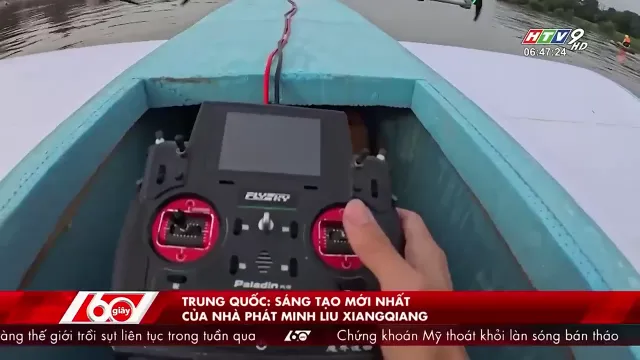 HTV9 HD
06:47:24
FLYSKY
Paladin
60 giây
TRUNG QUỐC: SÁNG TẠO MỚI NHẤT
CỦA NHÀ PHÁT MINH LIU XIANGQIANG
àng thế giới trồi sụt liên tục trong tuần qua Chứng khoán Mỹ thoát khỏi làn sóng bán tháo